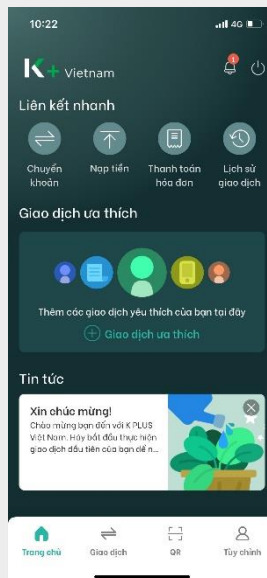 10:22
4G
K+ Vietnam
1
Liên kết nhanh
Chuyển
khoản
Nạp tiền
Thanh toán
hóa đơn
Lịch sử
giao dịch
Giao dịch ưa thích
Thêm các giao dịch yêu thích của bạn tại đây
Giao dịch ưa thích
Tin tức
Xin chúc mừng!
Chào mừng bạn đến với K PLUS
Việt Nam. Hãy bắt đầu thực hiện
giao dịch đầu tiên của bạn để n...
Trang chủ
Giao dịch
QR
Tùy chỉnh